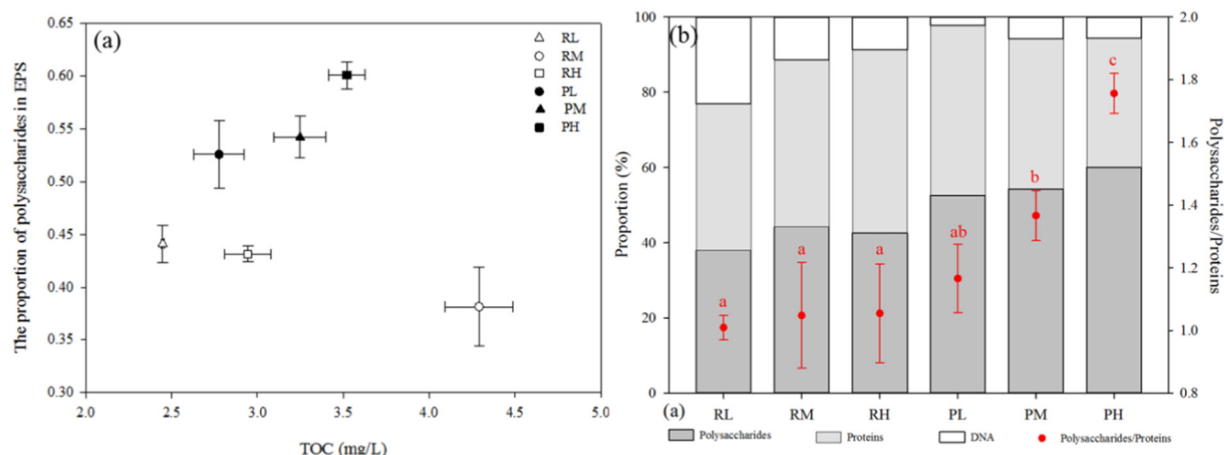 (a)
RL
RM
RH
PL
PM
PH
0.65
0.60
0.55
0.50
0.45
0.40
0.35
0.30
The proportion of polysaccharides in EPS
2.0 2.5 3.0 3.5 4.0 4.5 5.0
TOC (mg/L)
(b)
100
80
60
40
20
0
Proportion (%)
a
a
a
ab
b
c
2.0
1.8
1.6
1.4
1.2
1.0
0.8
Polysaccharides/Proteins
(a)
RL RM RH PL PM PH
Polysaccharides Proteins DNA Polysaccharides/Proteins